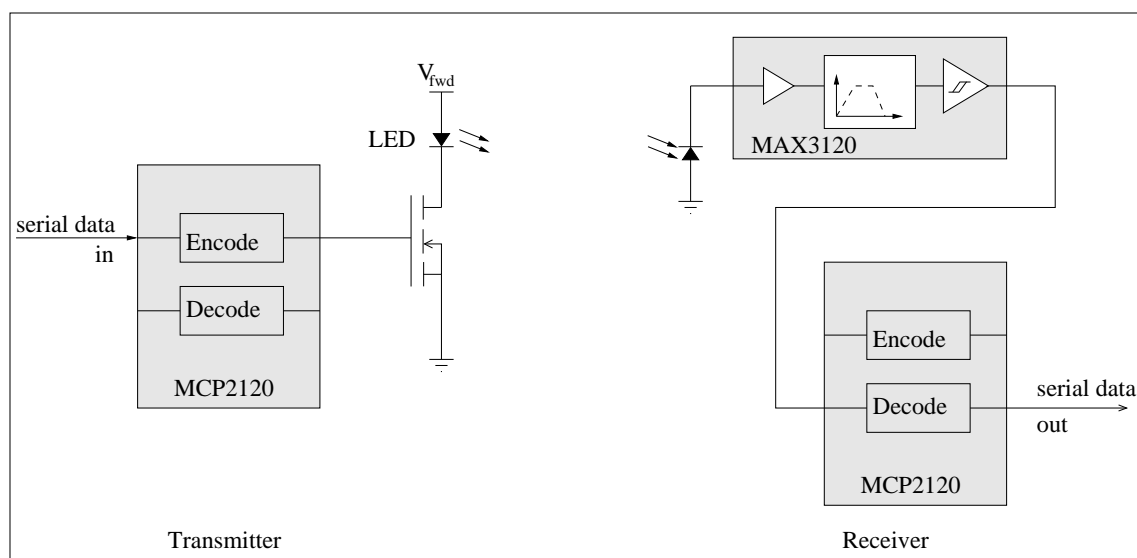 V_fwd
LED
serial data
in
Encode
Decode
MCP2120
Transmitter
MAX3120
Encode
Decode
MCP2120
serial data
out
Receiver